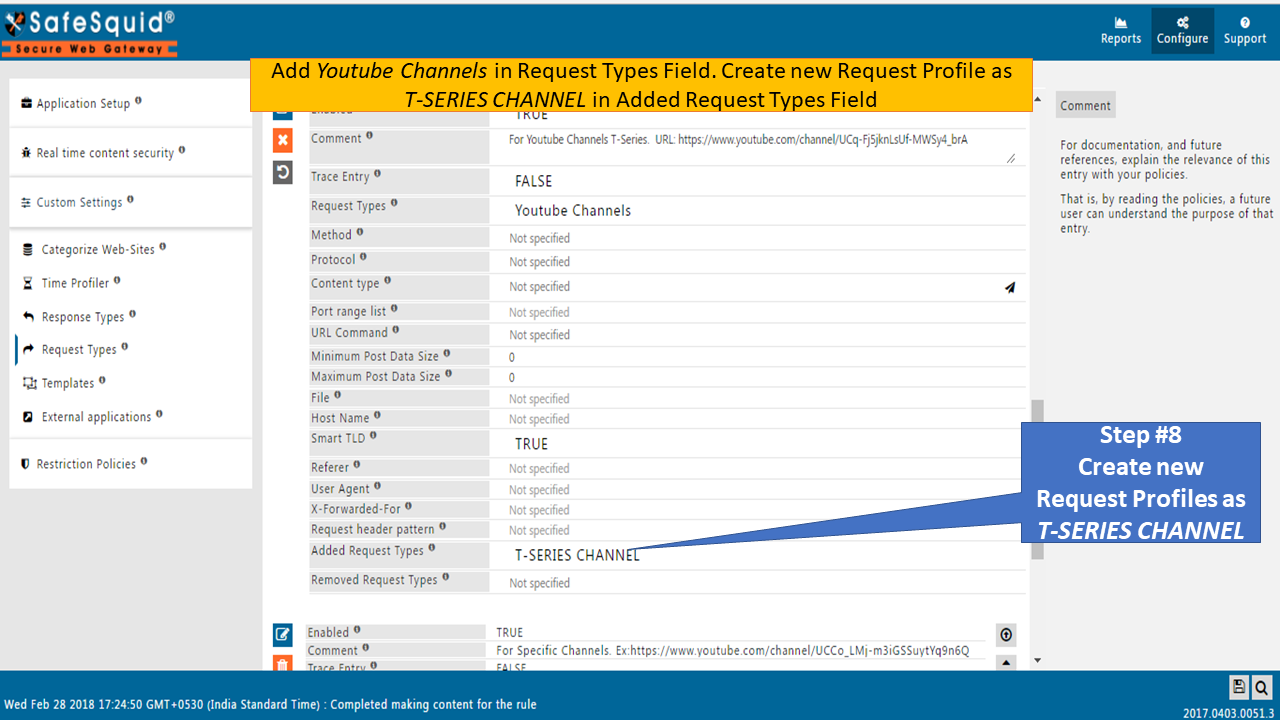 SafeSquid®
Secure Web Gateway
Reports
Configure
Support
Add Youtube Channels in Request Types Field. Create new Request Profile as
T-SERIES CHANNEL in Added Request Types Field
Application Setup
Real time content security
Custom Settings
Categorize Web-Sites
Time Profiler
Response Types
Request Types
Templates
External applications
Restriction Policies
Enabled TRUE
Comment For Youtube Channels T-Series. URL: https://www.youtube.com/channel/UCq-Fj5jknLsUf-MWSy4_brA
Trace Entry FALSE
Request Types Youtube Channels
Method Not specified
Protocol Not specified
Content type Not specified
Port range list Not specified
URL Command Not specified
Minimum Post Data Size 0
Maximum Post Data Size 0
File Not specified
Host Name Not specified
Smart TLD TRUE
Referer Not specified
User Agent Not specified
X-Forwarded-For Not specified
Request header pattern Not specified
Added Request Types T-SERIES CHANNEL
Removed Request Types Not specified
Enabled TRUE
Comment For Specific Channels. Ex:https://www.youtube.com/channel/UCCo_LMj-m3iGSSuytYq9n6Q
Trace Entry FALSE
Comment
For documentation, and future
references, explain the relevance of this
entry with your policies.
That is, by reading the policies, a future
user can understand the purpose of that
entry.
Step #8
Create new
Request Profiles as
T-SERIES CHANNEL
Wed Feb 28 2018 17:24:50 GMT+0530 (India Standard Time) : Completed making content for the rule
2017.0403.0051.3